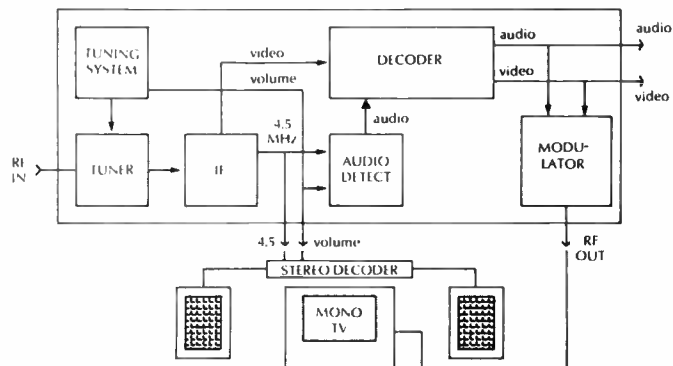 TUNING
SYSTEM
video
volume
DECODER
audio
audio
video
video
audio
4.5
MHz
RF
IN
TUNER
IF
AUDIO
DETECT
MODU-
LATOR
4.5
volume
RF
OUT
STEREO DECODER
MONO
TV